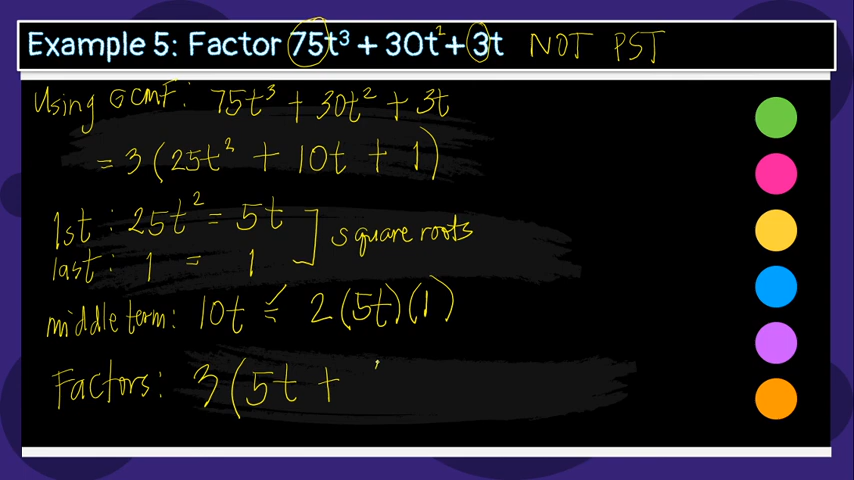 Example 5: Factor 75t³ + 30t² + 3t NOT PST
Using GCMF: 75t³ + 30t² + 3t
= 3(25t² + 10t + 1)
1st: 25t² = 5t
last: 1 = 1
square roots
middle term: 10t = 2(5t)(1)
Factors: 3(5t +